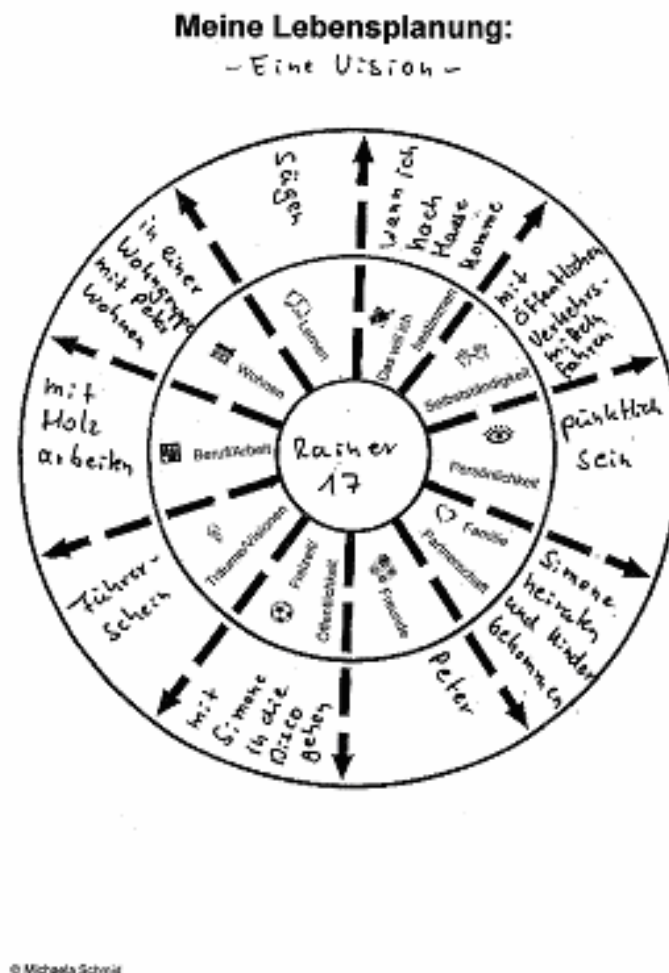 Meine Lebensplanung:
- Eine Vision -
Sägen
wann ich
nach
Hause
komme
mit
öffentlichen
Verkehrs-
mitteln
fahren
pünktlich
sein
Simone
heiraten
und Kinder
bekommen
Peter
mit
Simone
in die
Disco
gehen
Führer-
schein
mit
Holz
arbeiten
in einer
Wohngruppe
mit Peter
wohnen
Lernen
Das will ich
bestimmen
Selbstständigkeit
Persönlichkeit
Familie
Partnerschaft
Freunde
Freizeit/
Öffentlichkeit
Träume/Visionen
Beruf/Arbeit
Wohnen
Rainer
17
© Michaela Schmid